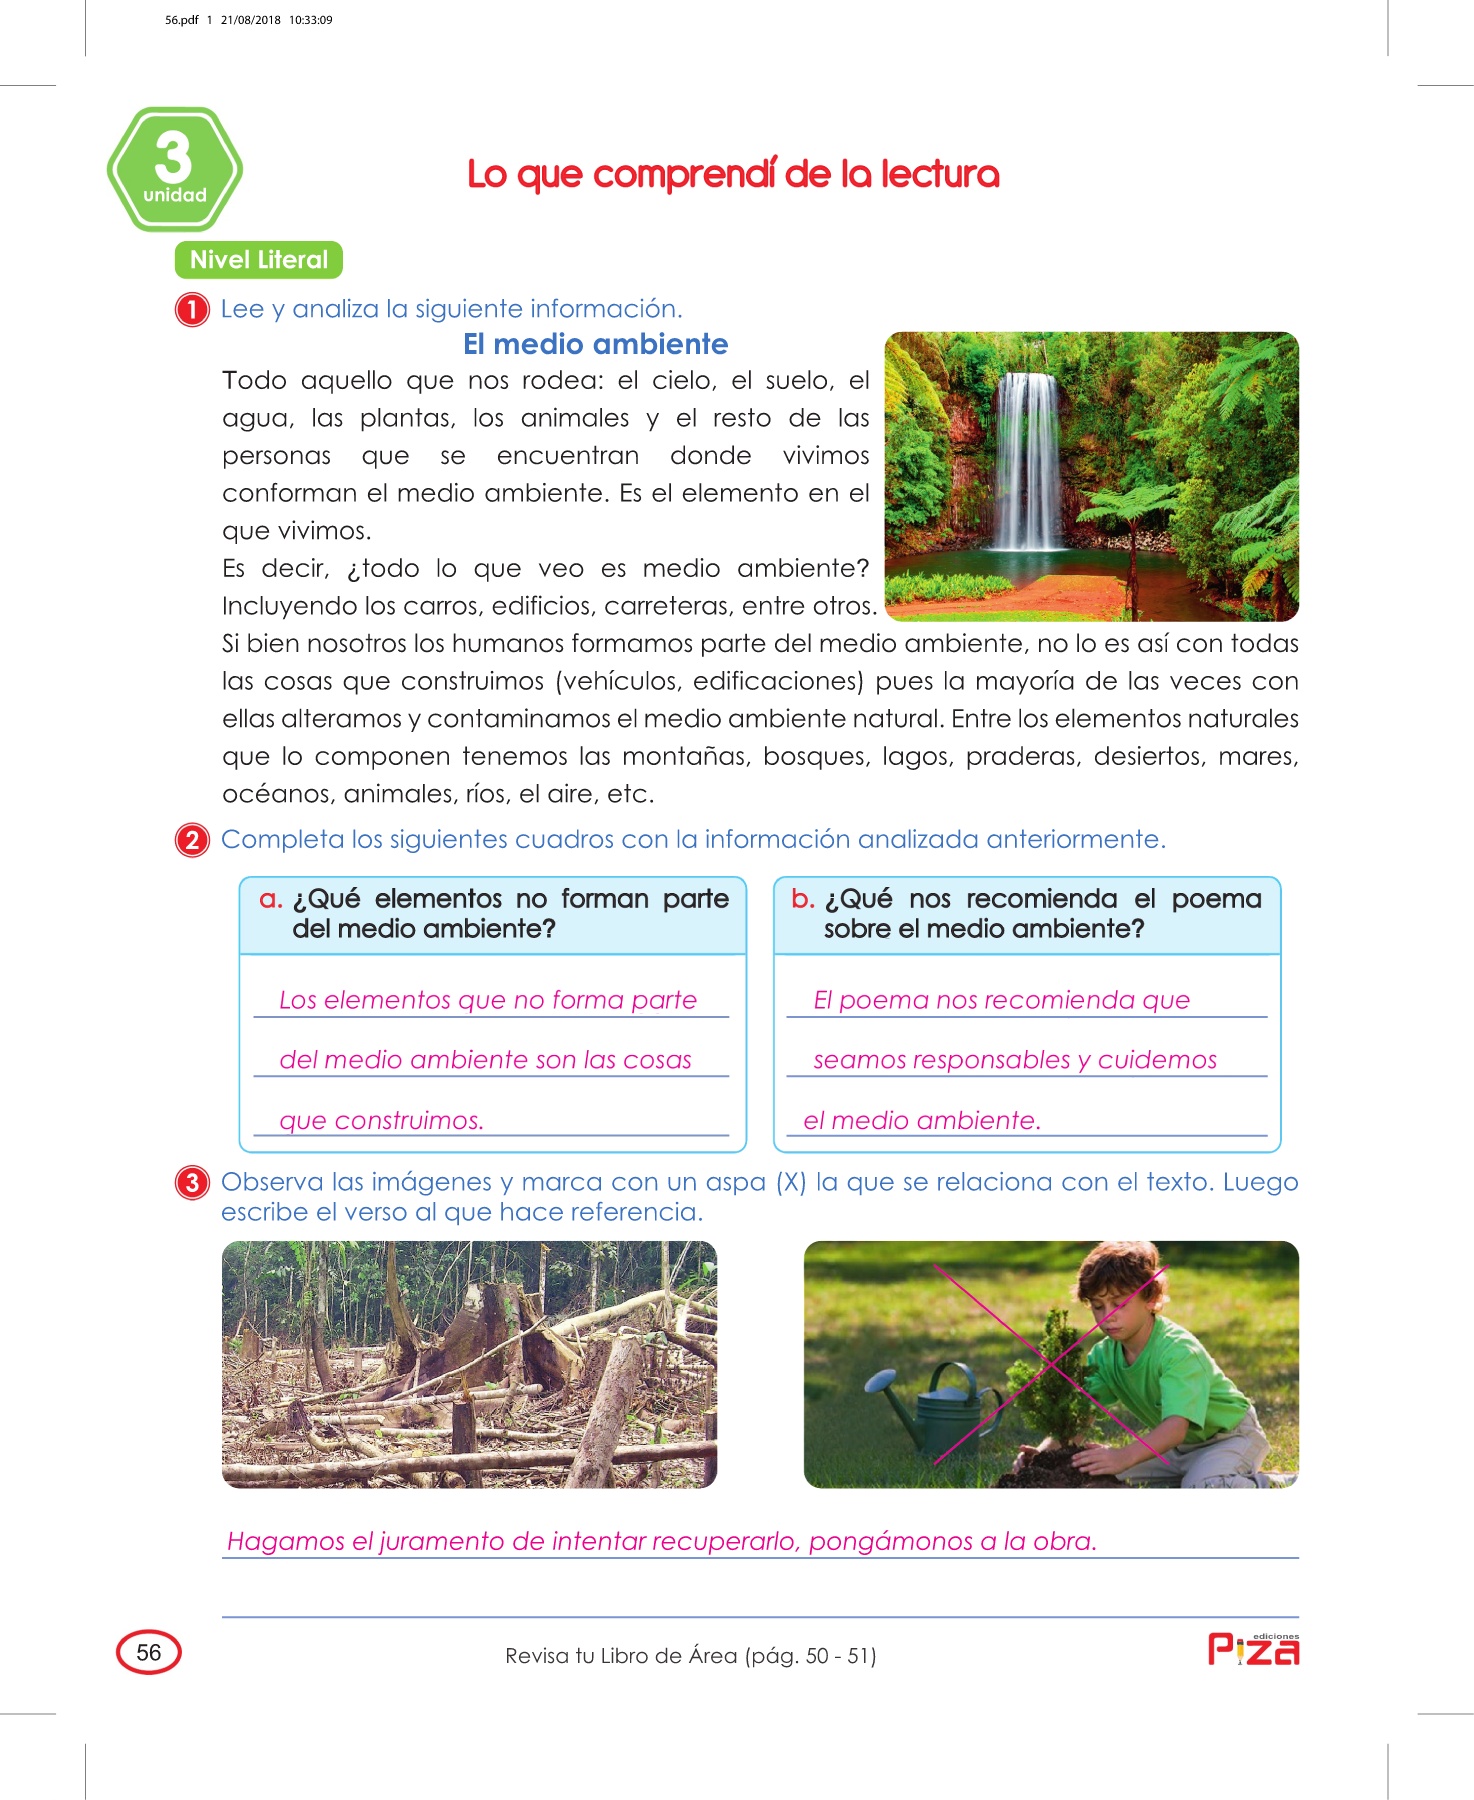 56.pdf 1 21/08/2018 10:33:09
3
unidad
Lo que comprendí de la lectura
Nivel Literal
1 Lee y analiza la siguiente información.
El medio ambiente
Todo aquello que nos rodea: el cielo, el suelo, el
agua, las plantas, los animales y el resto de las
personas que se encuentran donde vivimos
conforman el medio ambiente. Es el elemento en el
que vivimos.
Es decir, ¿todo lo que veo es medio ambiente?
Incluyendo los carros, edificios, carreteras, entre otros.
Si bien nosotros los humanos formamos parte del medio ambiente, no lo es así con todas
las cosas que construimos (vehículos, edificaciones) pues la mayoría de las veces con
ellas alteramos y contaminamos el medio ambiente natural. Entre los elementos naturales
que lo componen tenemos las montañas, bosques, lagos, praderas, desiertos, mares,
océanos, animales, ríos, el aire, etc.
2 Completa los siguientes cuadros con la información analizada anteriormente.
a. ¿Qué elementos no forman parte
del medio ambiente?
Los elementos que no forma parte
del medio ambiente son las cosas
que construimos.
b. ¿Qué nos recomienda el poema
sobre el medio ambiente?
El poema nos recomienda que
seamos responsables y cuidemos
el medio ambiente.
3 Observa las imágenes y marca con un aspa (X) la que se relaciona con el texto. Luego
escribe el verso al que hace referencia.
Hagamos el juramento de intentar recuperarlo, pongámonos a la obra.
56
Revisa tu Libro de Área (pág. 50 - 51)
ediciones
Piza